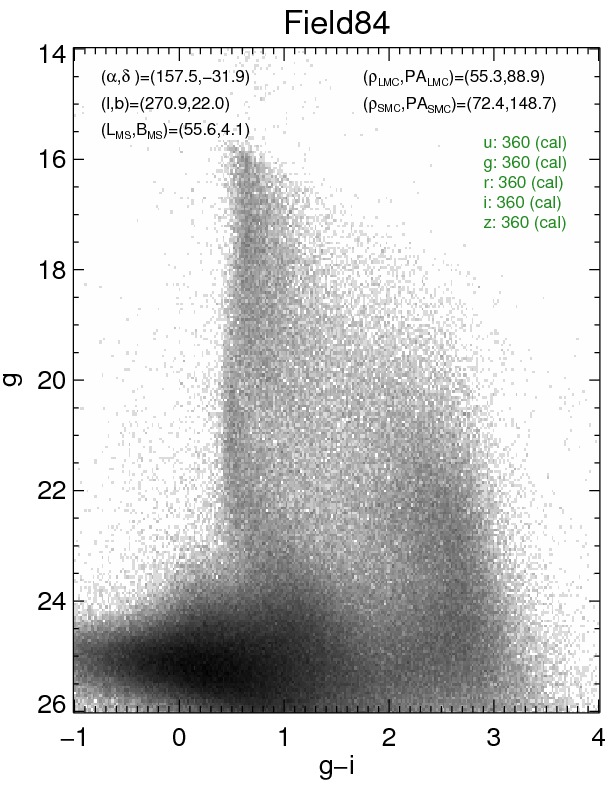 Field84
(α,δ)=(157.5,−31.9)
(ρLMC,PALMC)=(55.3,88.9)
(l,b)=(270.9,22.0)
(ρSMC,PASMC)=(72.4,148.7)
(LMS,BMS)=(55.6,4.1)
u: 360 (cal)
g: 360 (cal)
r: 360 (cal)
i: 360 (cal)
z: 360 (cal)
14
16
18
20
22
24
26
g
−1 0 1 2 3 4
g−i